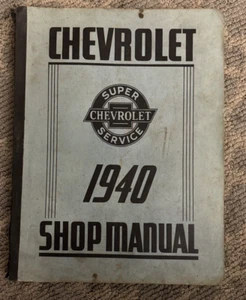 CHEVROLET
SUPER
CHEVROLET
SERVICE
1940
SHOP MANUAL